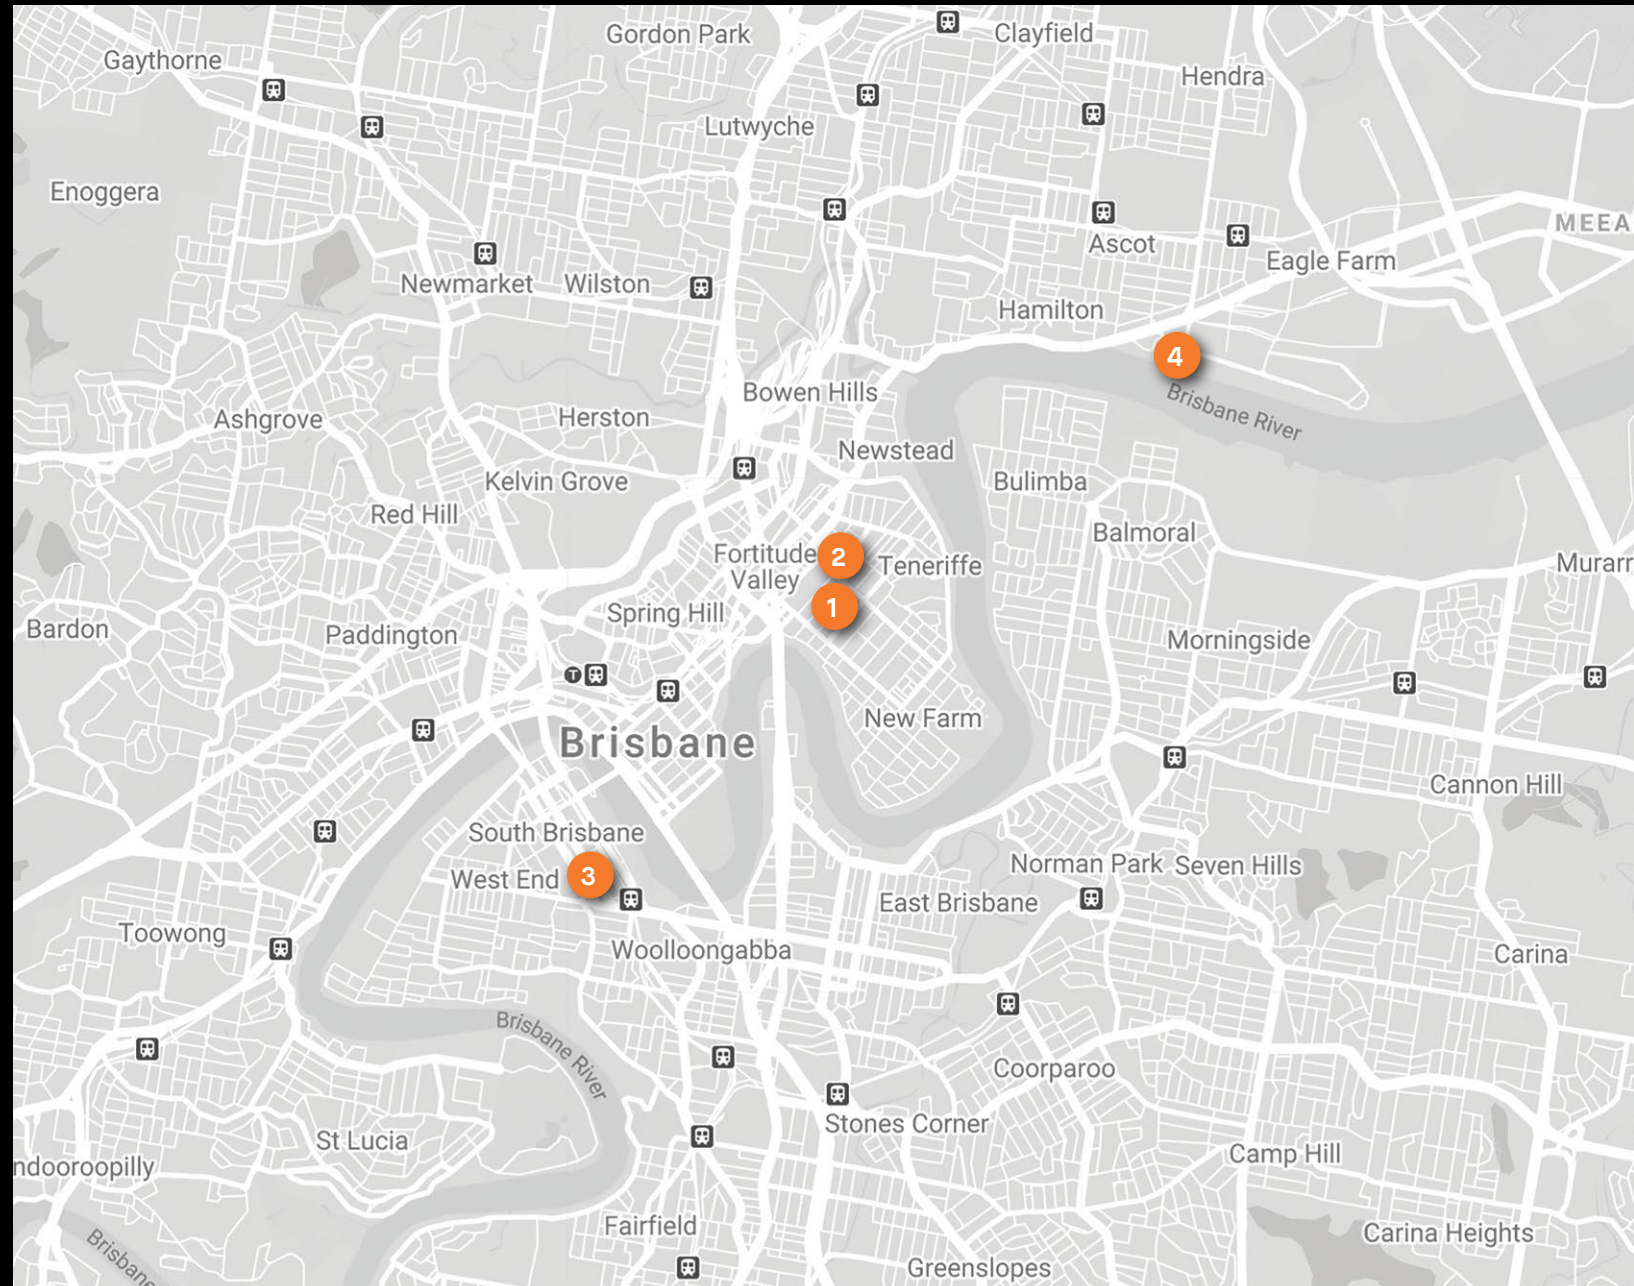 Gordon Park
Clayfield
Gaythorne
Hendra
Lutwyche
Enoggera
MEEA
Ascot
Eagle Farm
Newmarket
Wilston
Hamilton
4
Bowen Hills
Brisbane River
Herston
Ashgrove
Newstead
Kelvin Grove
Bulimba
Red Hill
Balmoral
Fortitude
Valley
2
Teneriffe
Murarr
1
Spring Hill
Bardon
Paddington
Morningside
T
New Farm
Brisbane
Cannon Hill
South Brisbane
Norman Park
Seven Hills
West End
3
East Brisbane
Toowong
Woolloongabba
Carina
Brisbane River
Coorparoo
Stones Corner
St Lucia
Camp Hill
ndooroopilly
Fairfield
Carina Heights
Brisbane
Greenslopes